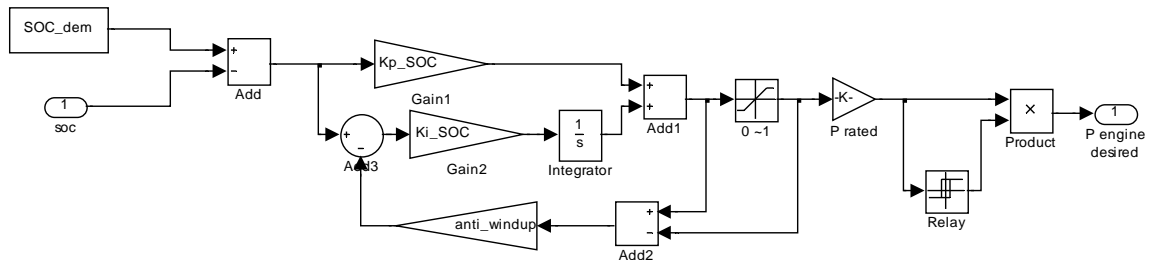 SOC_dem
+
−
Add
1
soc
Kp_SOC
Gain1
+
−
Add3
Ki_SOC
Gain2
1
s
Integrator
+
+
Add1
0 ~1
-K-
P rated
×
Product
1
P engine
desired
Relay
anti_windup
+
−
Add2